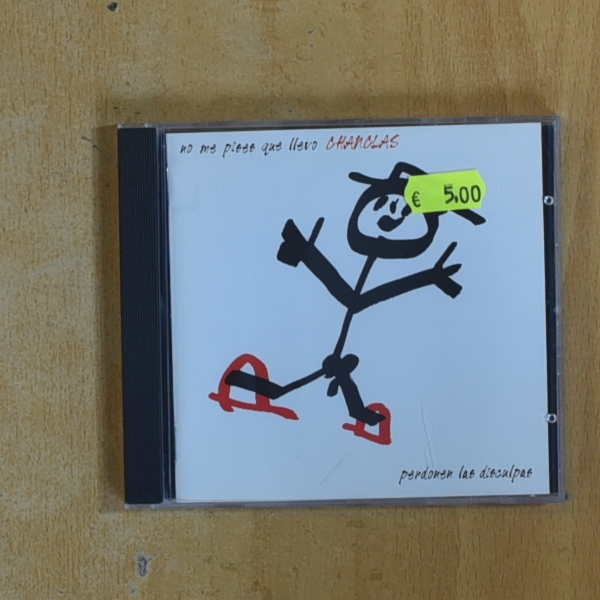 no me pises que llevo CHANCLAS
€ 5,00
perdonen las disculpas